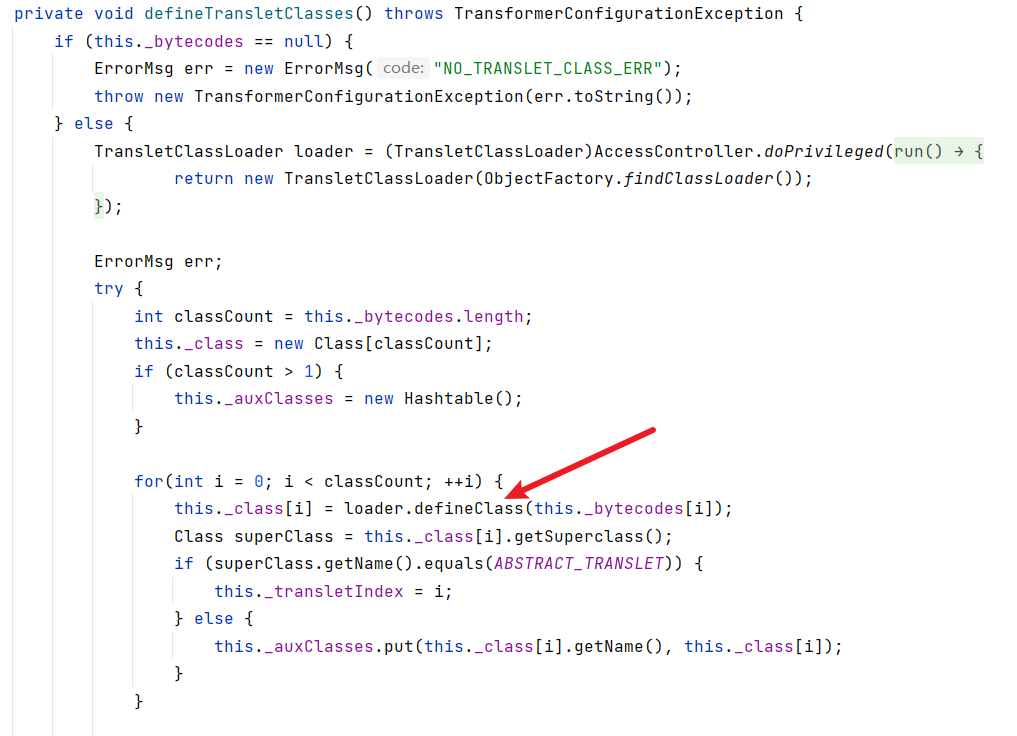 private void defineTransletClasses() throws TransformerConfigurationException {
    if (this._bytecodes == null) {
        ErrorMsg err = new ErrorMsg( code: "NO_TRANSLET_CLASS_ERR");
        throw new TransformerConfigurationException(err.toString());
    } else {
        TransletClassLoader loader = (TransletClassLoader)AccessController.doPrivileged(run() → {
                return new TransletClassLoader(ObjectFactory.findClassLoader());
        });
        ErrorMsg err;
        try {
            int classCount = this._bytecodes.length;
            this._class = new Class[classCount];
            if (classCount > 1) {
                this._auxClasses = new Hashtable();
            }
            for(int i = 0; i < classCount; ++i) {
                this._class[i] = loader.defineClass(this._bytecodes[i]);
                Class superClass = this._class[i].getSuperclass();
                if (superClass.getName().equals(ABSTRACT_TRANSLET)) {
                    this._transletIndex = i;
                } else {
                    this._auxClasses.put(this._class[i].getName(), this._class[i]);
                }
            }